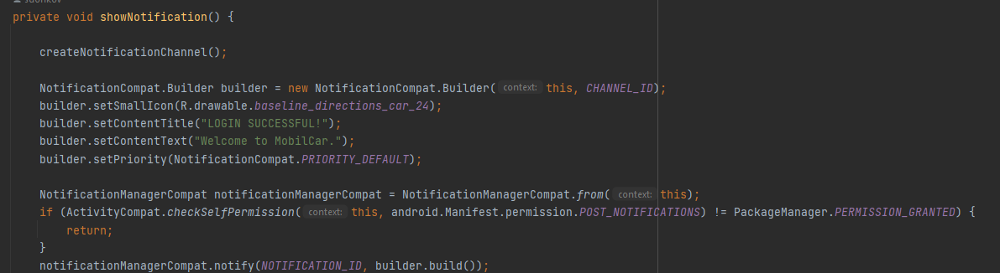 private void showNotification() {
createNotificationChannel();
NotificationCompat.Builder builder = new NotificationCompat.Builder( context: this, CHANNEL_ID);
builder.setSmallIcon(R.drawable.baseline_directions_car_24);
builder.setContentTitle("LOGIN SUCCESSFUL!");
builder.setContentText("Welcome to MobilCar.");
builder.setPriority(NotificationCompat.PRIORITY_DEFAULT);
NotificationManagerCompat notificationManagerCompat = NotificationManagerCompat.from( context: this);
if (ActivityCompat.checkSelfPermission( context: this, android.Manifest.permission.POST_NOTIFICATIONS) != PackageManager.PERMISSION_GRANTED) {
return;
}
notificationManagerCompat.notify(NOTIFICATION_ID, builder.build());